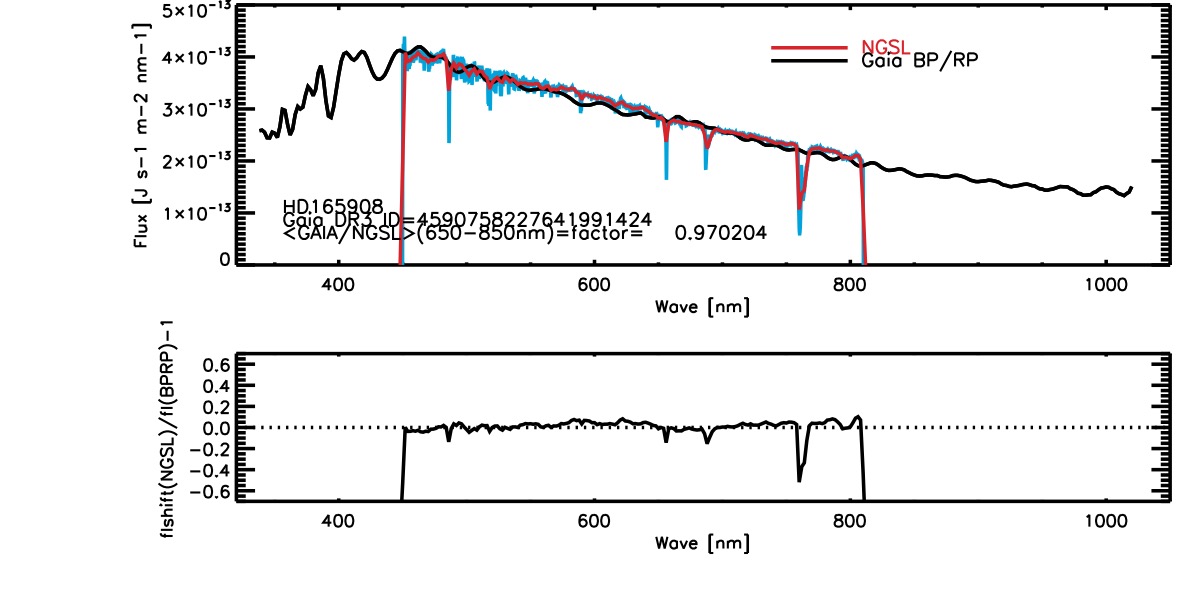 5×10−13
4×10−13
3×10−13
2×10−13
1×10−13
0
Flux [J s−1 m−2 nm−1]
NGSL
Gaia BP/RP
HD165908
Gaia DR3 ID=4590758227641991424
<GAIA/NGSL>(650−850nm)=factor= 0.970204
400 600 800 1000
Wave [nm]
0.6
0.4
0.2
0.0
−0.2
−0.4
−0.6
flshift(NGSL)/fl(BPRP)−1
400 600 800 1000
Wave [nm]